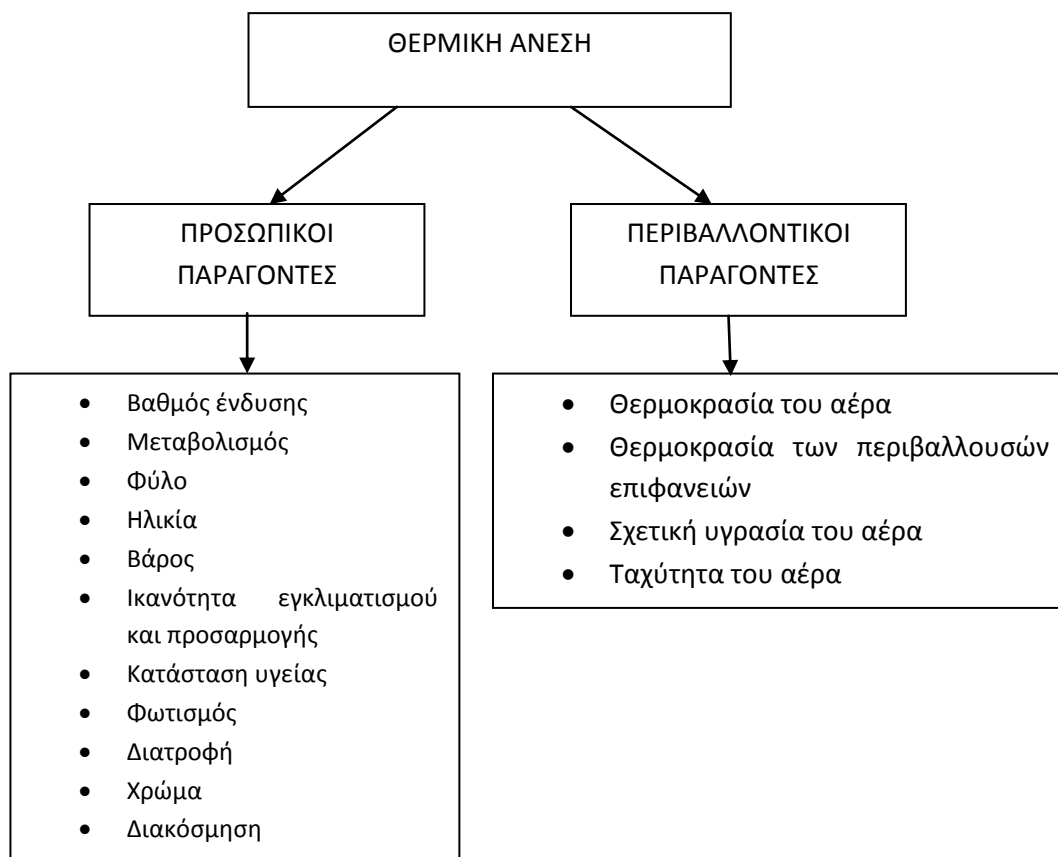 ΘΕΡΜΙΚΗ ΑΝΕΣΗ
ΠΡΟΣΩΠΙΚΟΙ
ΠΑΡΑΓΟΝΤΕΣ
ΠΕΡΙΒΑΛΛΟΝΤΙΚΟΙ
ΠΑΡΑΓΟΝΤΕΣ
• Βαθμός ένδυσης
• Μεταβολισμός
• Φύλο
• Ηλικία
• Βάρος
• Ικανότητα εγκλιματισμού
και προσαρμογής
• Κατάσταση υγείας
• Φωτισμός
• Διατροφή
• Χρώμα
• Διακόσμηση
• Θερμοκρασία του αέρα
• Θερμοκρασία των περιβαλλουσών
επιφανειών
• Σχετική υγρασία του αέρα
• Ταχύτητα του αέρα